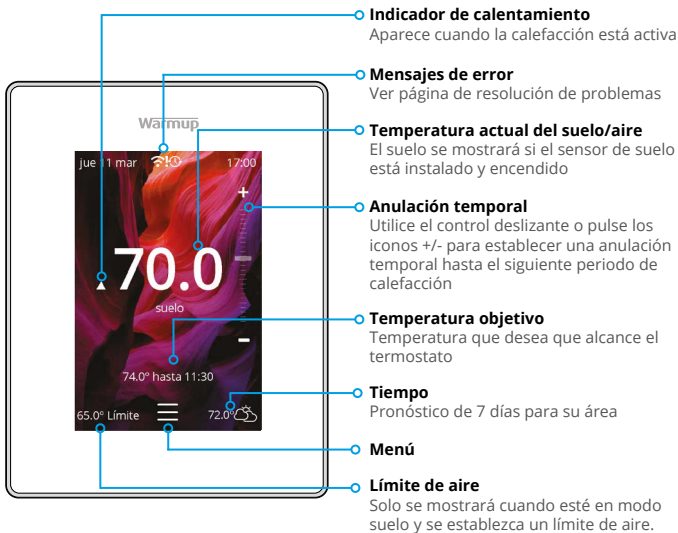 Indicador de calentamiento
Aparece cuando la calefacción está activa
Mensajes de error
Ver página de resolución de problemas
Temperatura actual del suelo/aire
El suelo se mostrará si el sensor de suelo
está instalado y encendido
Anulación temporal
Utilice el control deslizante o pulse los
iconos +/- para establecer una anulación
temporal hasta el siguiente periodo de
calefacción
Temperatura objetivo
Temperatura que desea que alcance el
termostato
Tiempo
Pronóstico de 7 días para su área
Menú
Límite de aire
Solo se mostrará cuando esté en modo
suelo y se establezca un límite de aire.
Warmup
jue 11 mar 17:00
+
70.0
suelo
-
74.0º hasta 11:30
65.0º Límite 72.0º